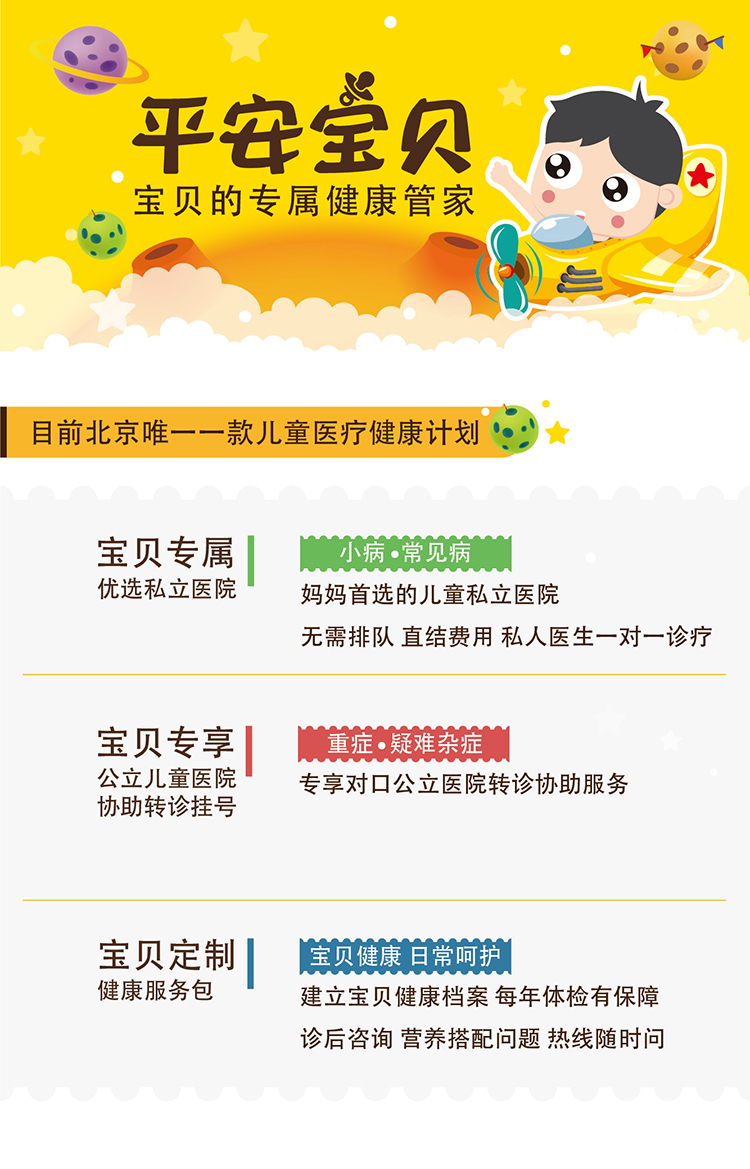 平安宝贝
宝贝的专属健康管家
目前北京唯一一款儿童医疗健康计划
宝贝专属
优选私立医院
小病•常见病
妈妈首选的儿童私立医院
无需排队 直结费用 私人医生一对一诊疗
宝贝专享
公立儿童医院
协助转诊挂号
重症•疑难杂症
专享对口公立医院转诊协助服务
宝贝定制
健康服务包
宝贝健康 日常呵护
建立宝贝健康档案 每年体检有保障
诊后咨询 营养搭配问题 热线随时问